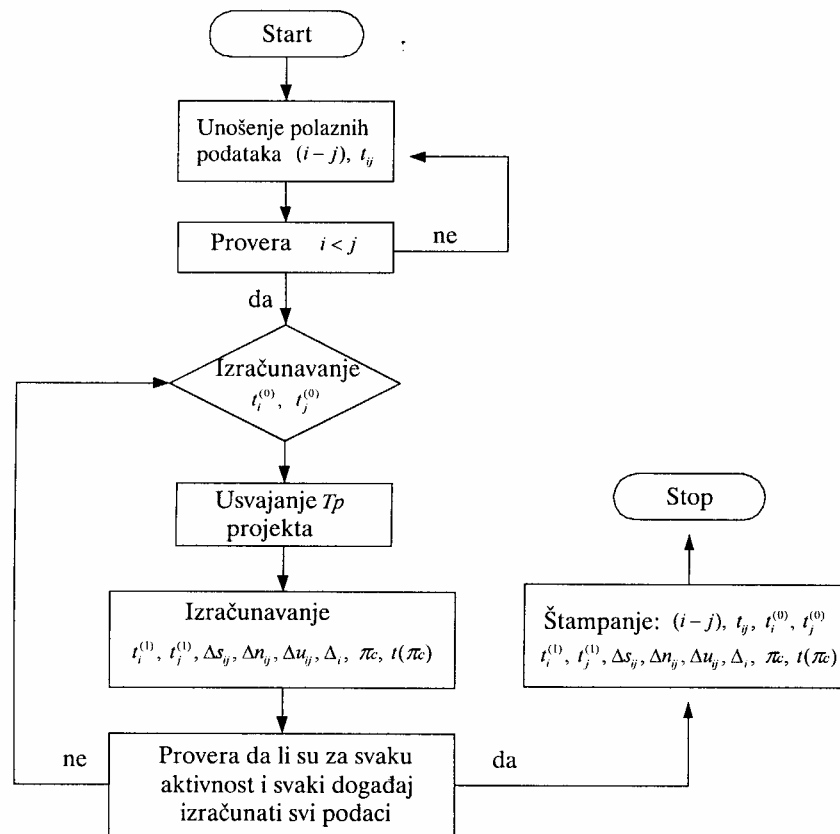 Start
Unošenje polaznih
podataka (i – j), t_ij
Provera i < j
ne
da
Izračunavanje
t_i^(0), t_j^(0)
Usvajanje Tp
projekta
Stop
Izračunavanje
t_i^(1), t_j^(1), Δs_ij, Δn_ij, Δu_ij, Δ_i, πc, t(πc)
Štampanje: (i – j), t_ij, t_i^(0), t_j^(0)
t_i^(1), t_j^(1), Δs_ij, Δn_ij, Δu_ij, Δ_i, πc, t(πc)
ne
Provera da li su za svaku
aktivnost i svaki događaj
izračunati svi podaci
da